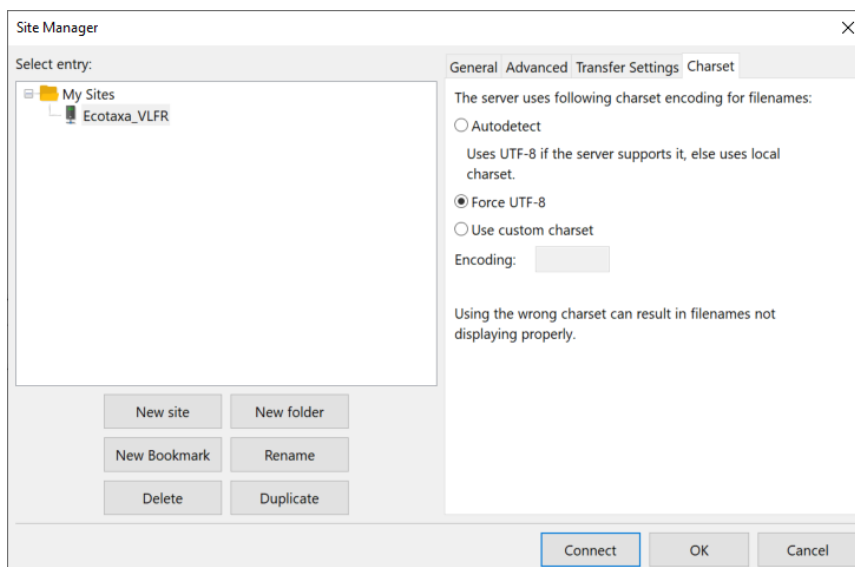 Site Manager
Select entry:
My Sites
Ecotaxa_VLFR
New site
New folder
New Bookmark
Rename
Delete
Duplicate
General Advanced Transfer Settings Charset
The server uses following charset encoding for filenames:
Autodetect
Uses UTF-8 if the server supports it, else uses local
charset.
Force UTF-8
Use custom charset
Encoding:
Using the wrong charset can result in filenames not
displaying properly.
Connect
OK
Cancel